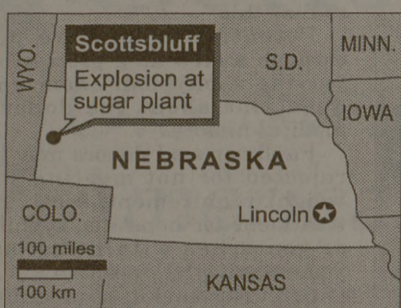 WYO.
Scottsbluff
Explosion at
sugar plant
S.D.
MINN.
IOWA
NEBRASKA
COLO.
Lincoln
100 miles
100 km
KANSAS